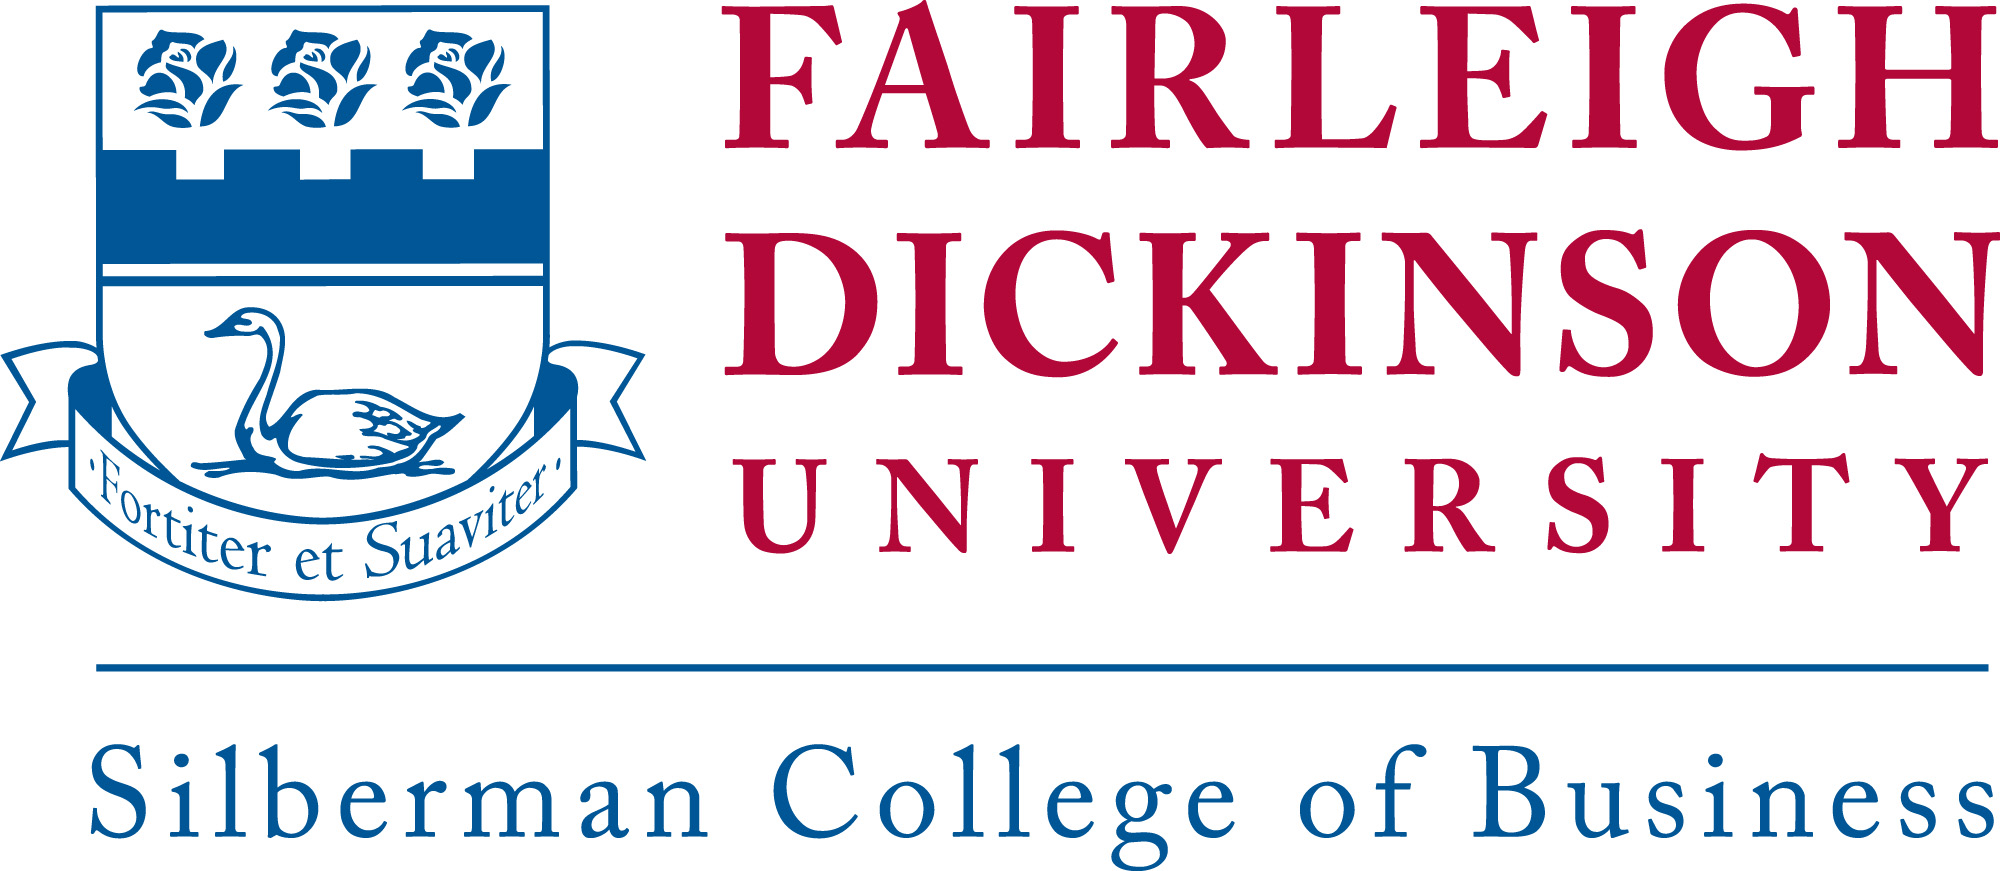 FAIRLEIGH
DICKINSON
UNIVERSITY
·Fortiter et Suaviter·
Silberman College of Business